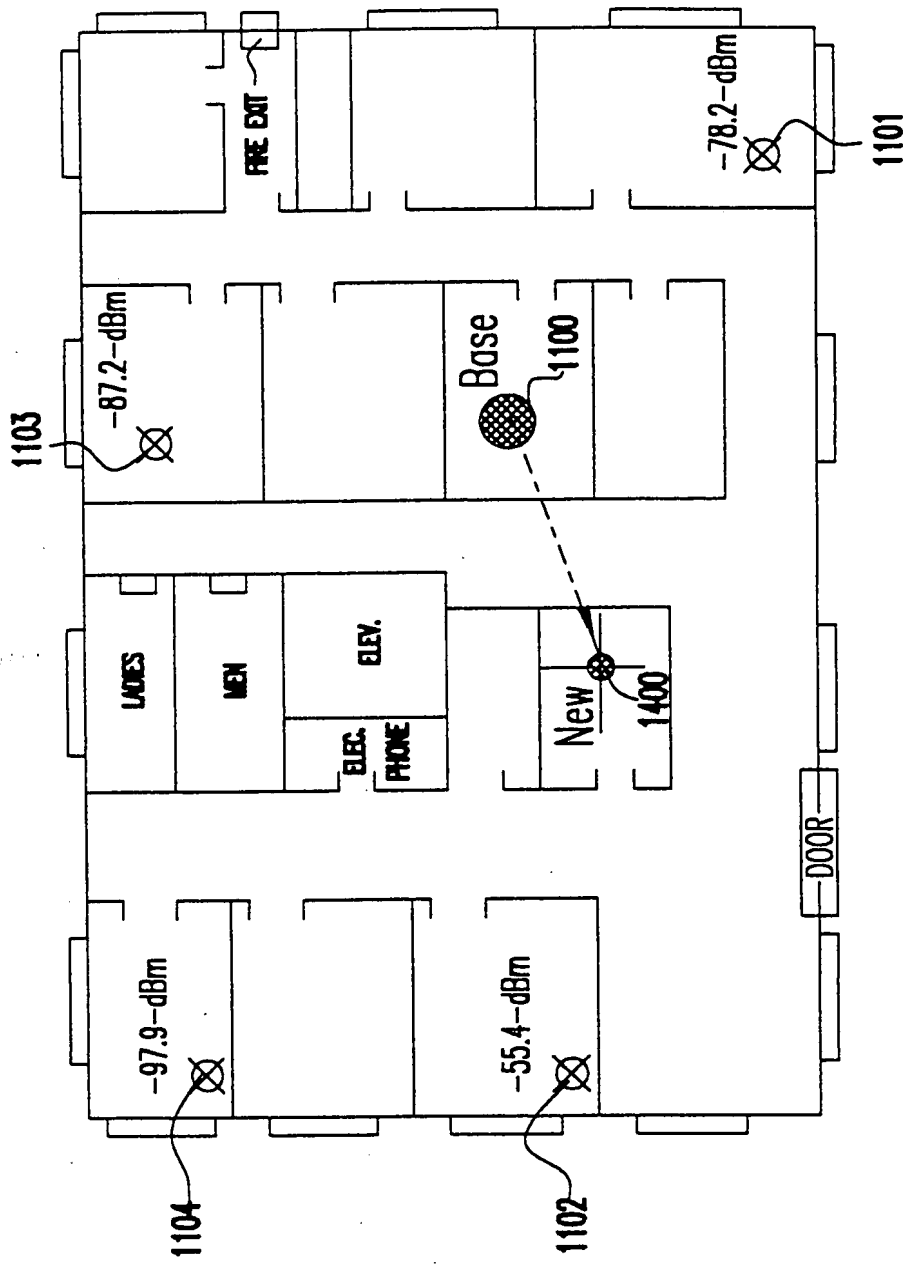 1103
-87.2-dBm
LADIES
-97.9-dBm
1104
MEN
FIRE EXIT
ELEC.
PHONE
ELEV.
Base
-55.4-dBm
1100
1102
New
1400
-78.2-dBm
DOOR
1101